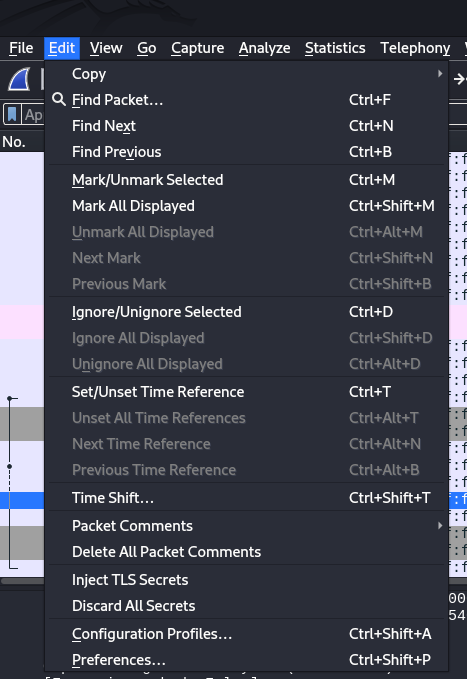 File Edit View Go Capture Analyze Statistics Telephony
Copy
Find Packet… Ctrl+F
Ap
Find Next Ctrl+N
No.
Find Previous Ctrl+B
Mark/Unmark Selected Ctrl+M
Mark All Displayed Ctrl+Shift+M
Unmark All Displayed Ctrl+Alt+M
Next Mark Ctrl+Shift+N
Previous Mark Ctrl+Shift+B
Ignore/Unignore Selected Ctrl+D
Ignore All Displayed Ctrl+Shift+D
Unignore All Displayed Ctrl+Alt+D
Set/Unset Time Reference Ctrl+T
Unset All Time References Ctrl+Alt+T
Next Time Reference Ctrl+Alt+N
Previous Time Reference Ctrl+Alt+B
Time Shift… Ctrl+Shift+T
Packet Comments
Delete All Packet Comments
Inject TLS Secrets
00
Discard All Secrets
54
Configuration Profiles… Ctrl+Shift+A
Preferences… Ctrl+Shift+P